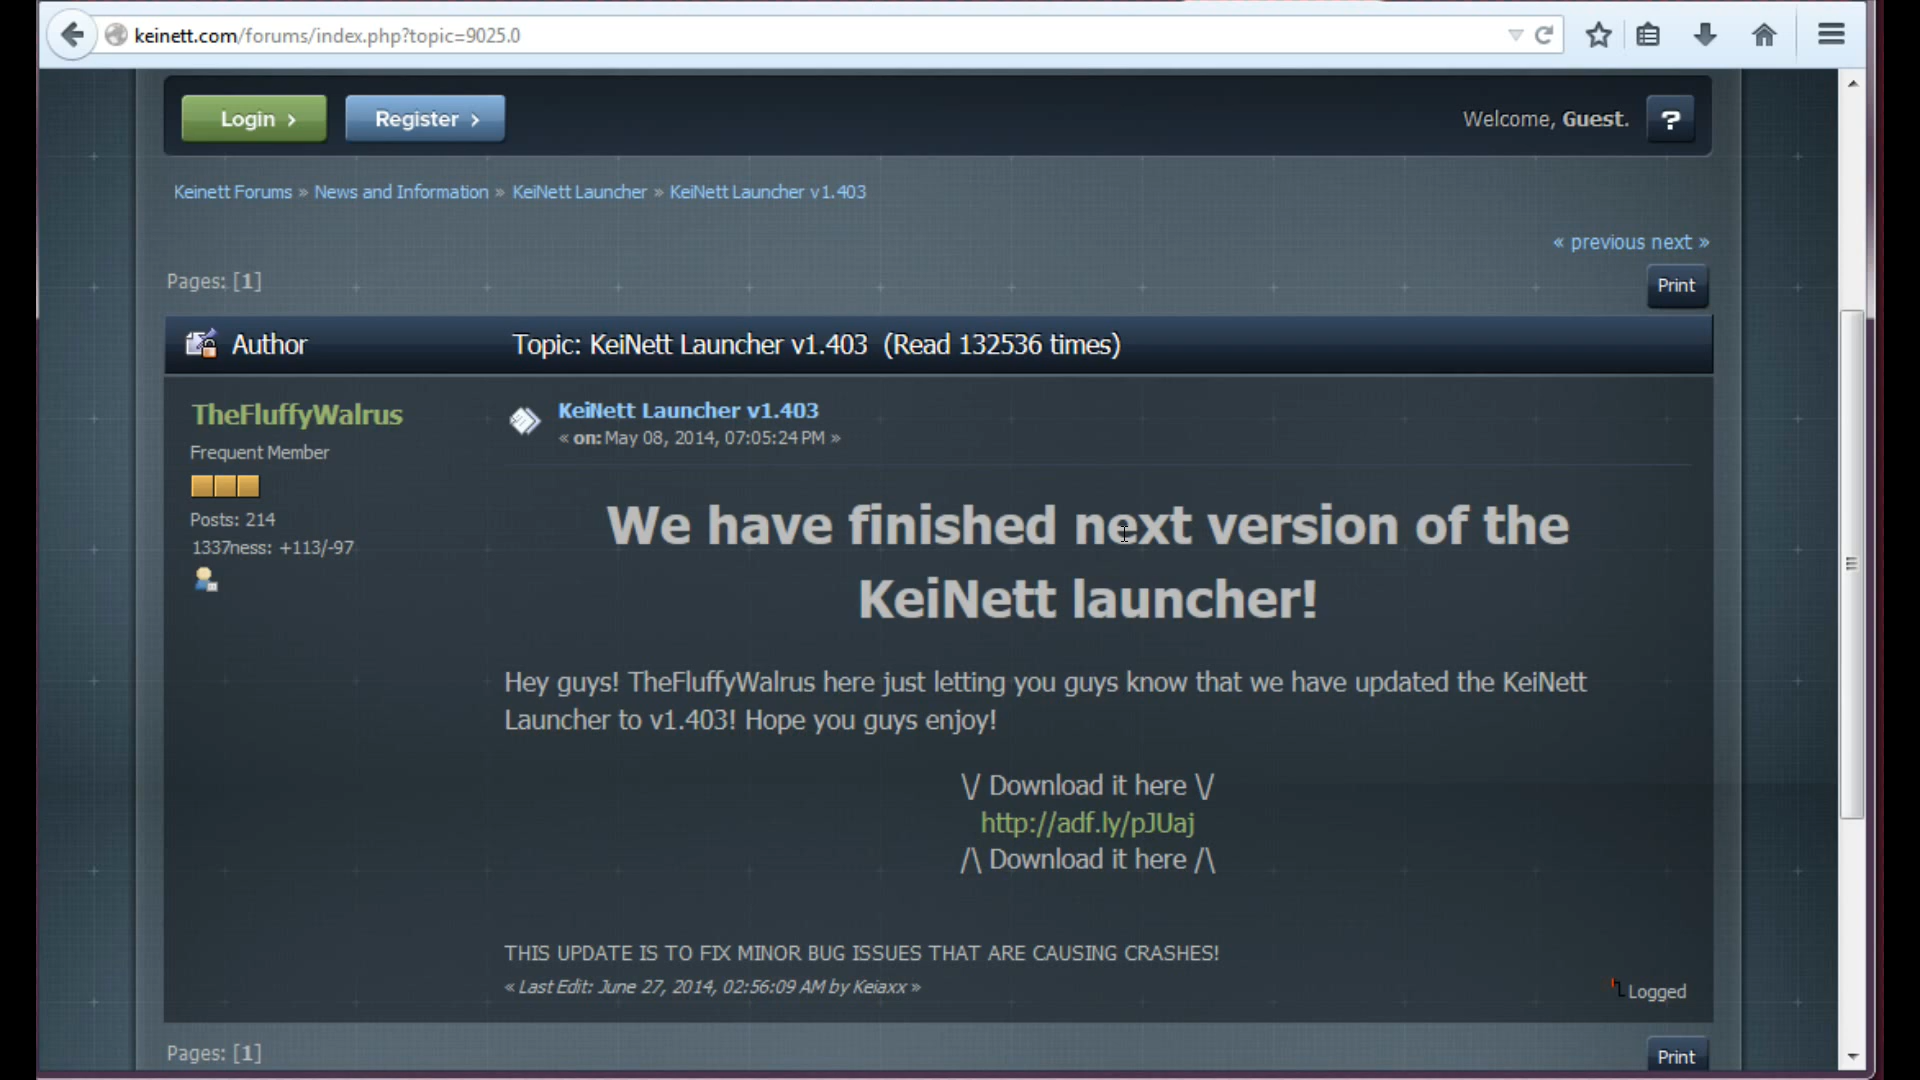 keinett.com/forums/index.php?topic=9025.0
Login ›
Register ›
Welcome, Guest.
?
Keinett Forums » News and Information » KeiNett Launcher » KeiNett Launcher v1.403
« previous next »
Pages: [1]
Print
Author
Topic: KeiNett Launcher v1.403 (Read 132536 times)
TheFluffyWalrus
Frequent Member
Posts: 214
1337ness: +113/-97
KeiNett Launcher v1.403
« on: May 08, 2014, 07:05:24 PM »
We have finished next version of the
KeiNett launcher!
Hey guys! TheFluffyWalrus here just letting you guys know that we have updated the KeiNett
Launcher to v1.403! Hope you guys enjoy!
\/ Download it here \/
http://adf.ly/pJUaj
/\ Download it here /\
THIS UPDATE IS TO FIX MINOR BUG ISSUES THAT ARE CAUSING CRASHES!
« Last Edit: June 27, 2014, 02:56:09 AM by Keiaxx »
Logged
Pages: [1]
Print